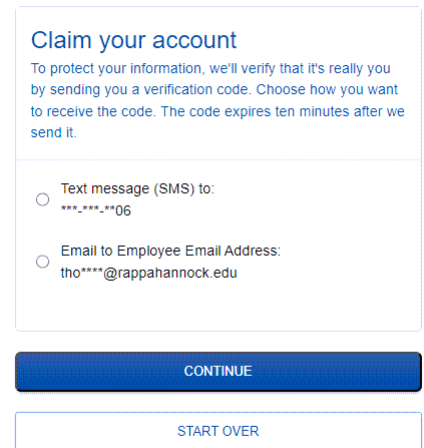 Claim your account
To protect your information, we'll verify that it's really you
by sending you a verification code. Choose how you want
to receive the code. The code expires ten minutes after we
send it.
Text message (SMS) to:
***-***-**06
Email to Employee Email Address:
tho****@rappahannock.edu
CONTINUE
START OVER